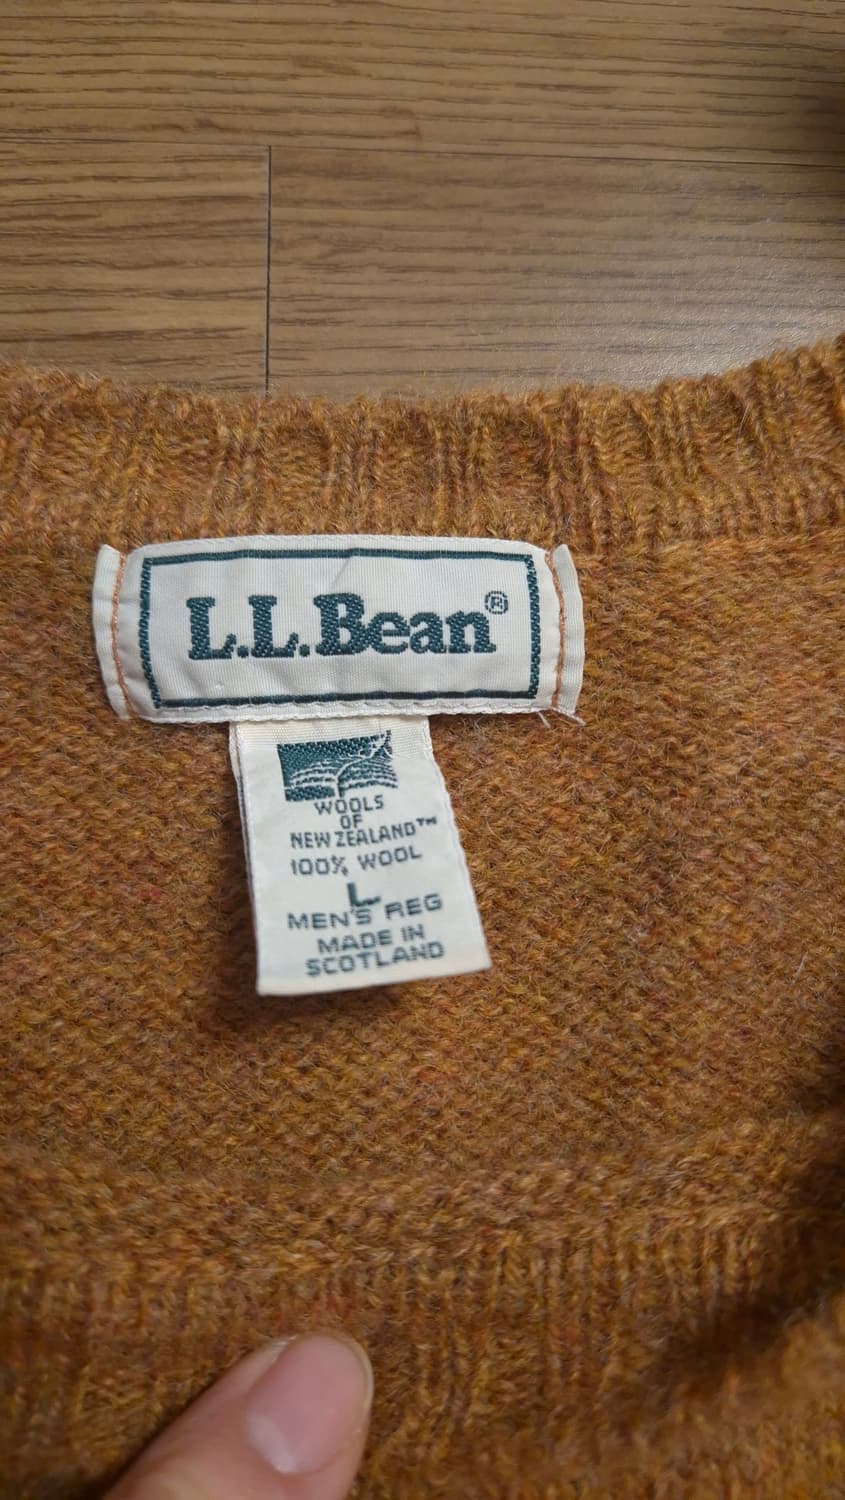 L.L.Bean®
WOOLS
OF
NEW ZEALAND™
100% WOOL
L
MEN'S REG
MADE IN
SCOTLAND